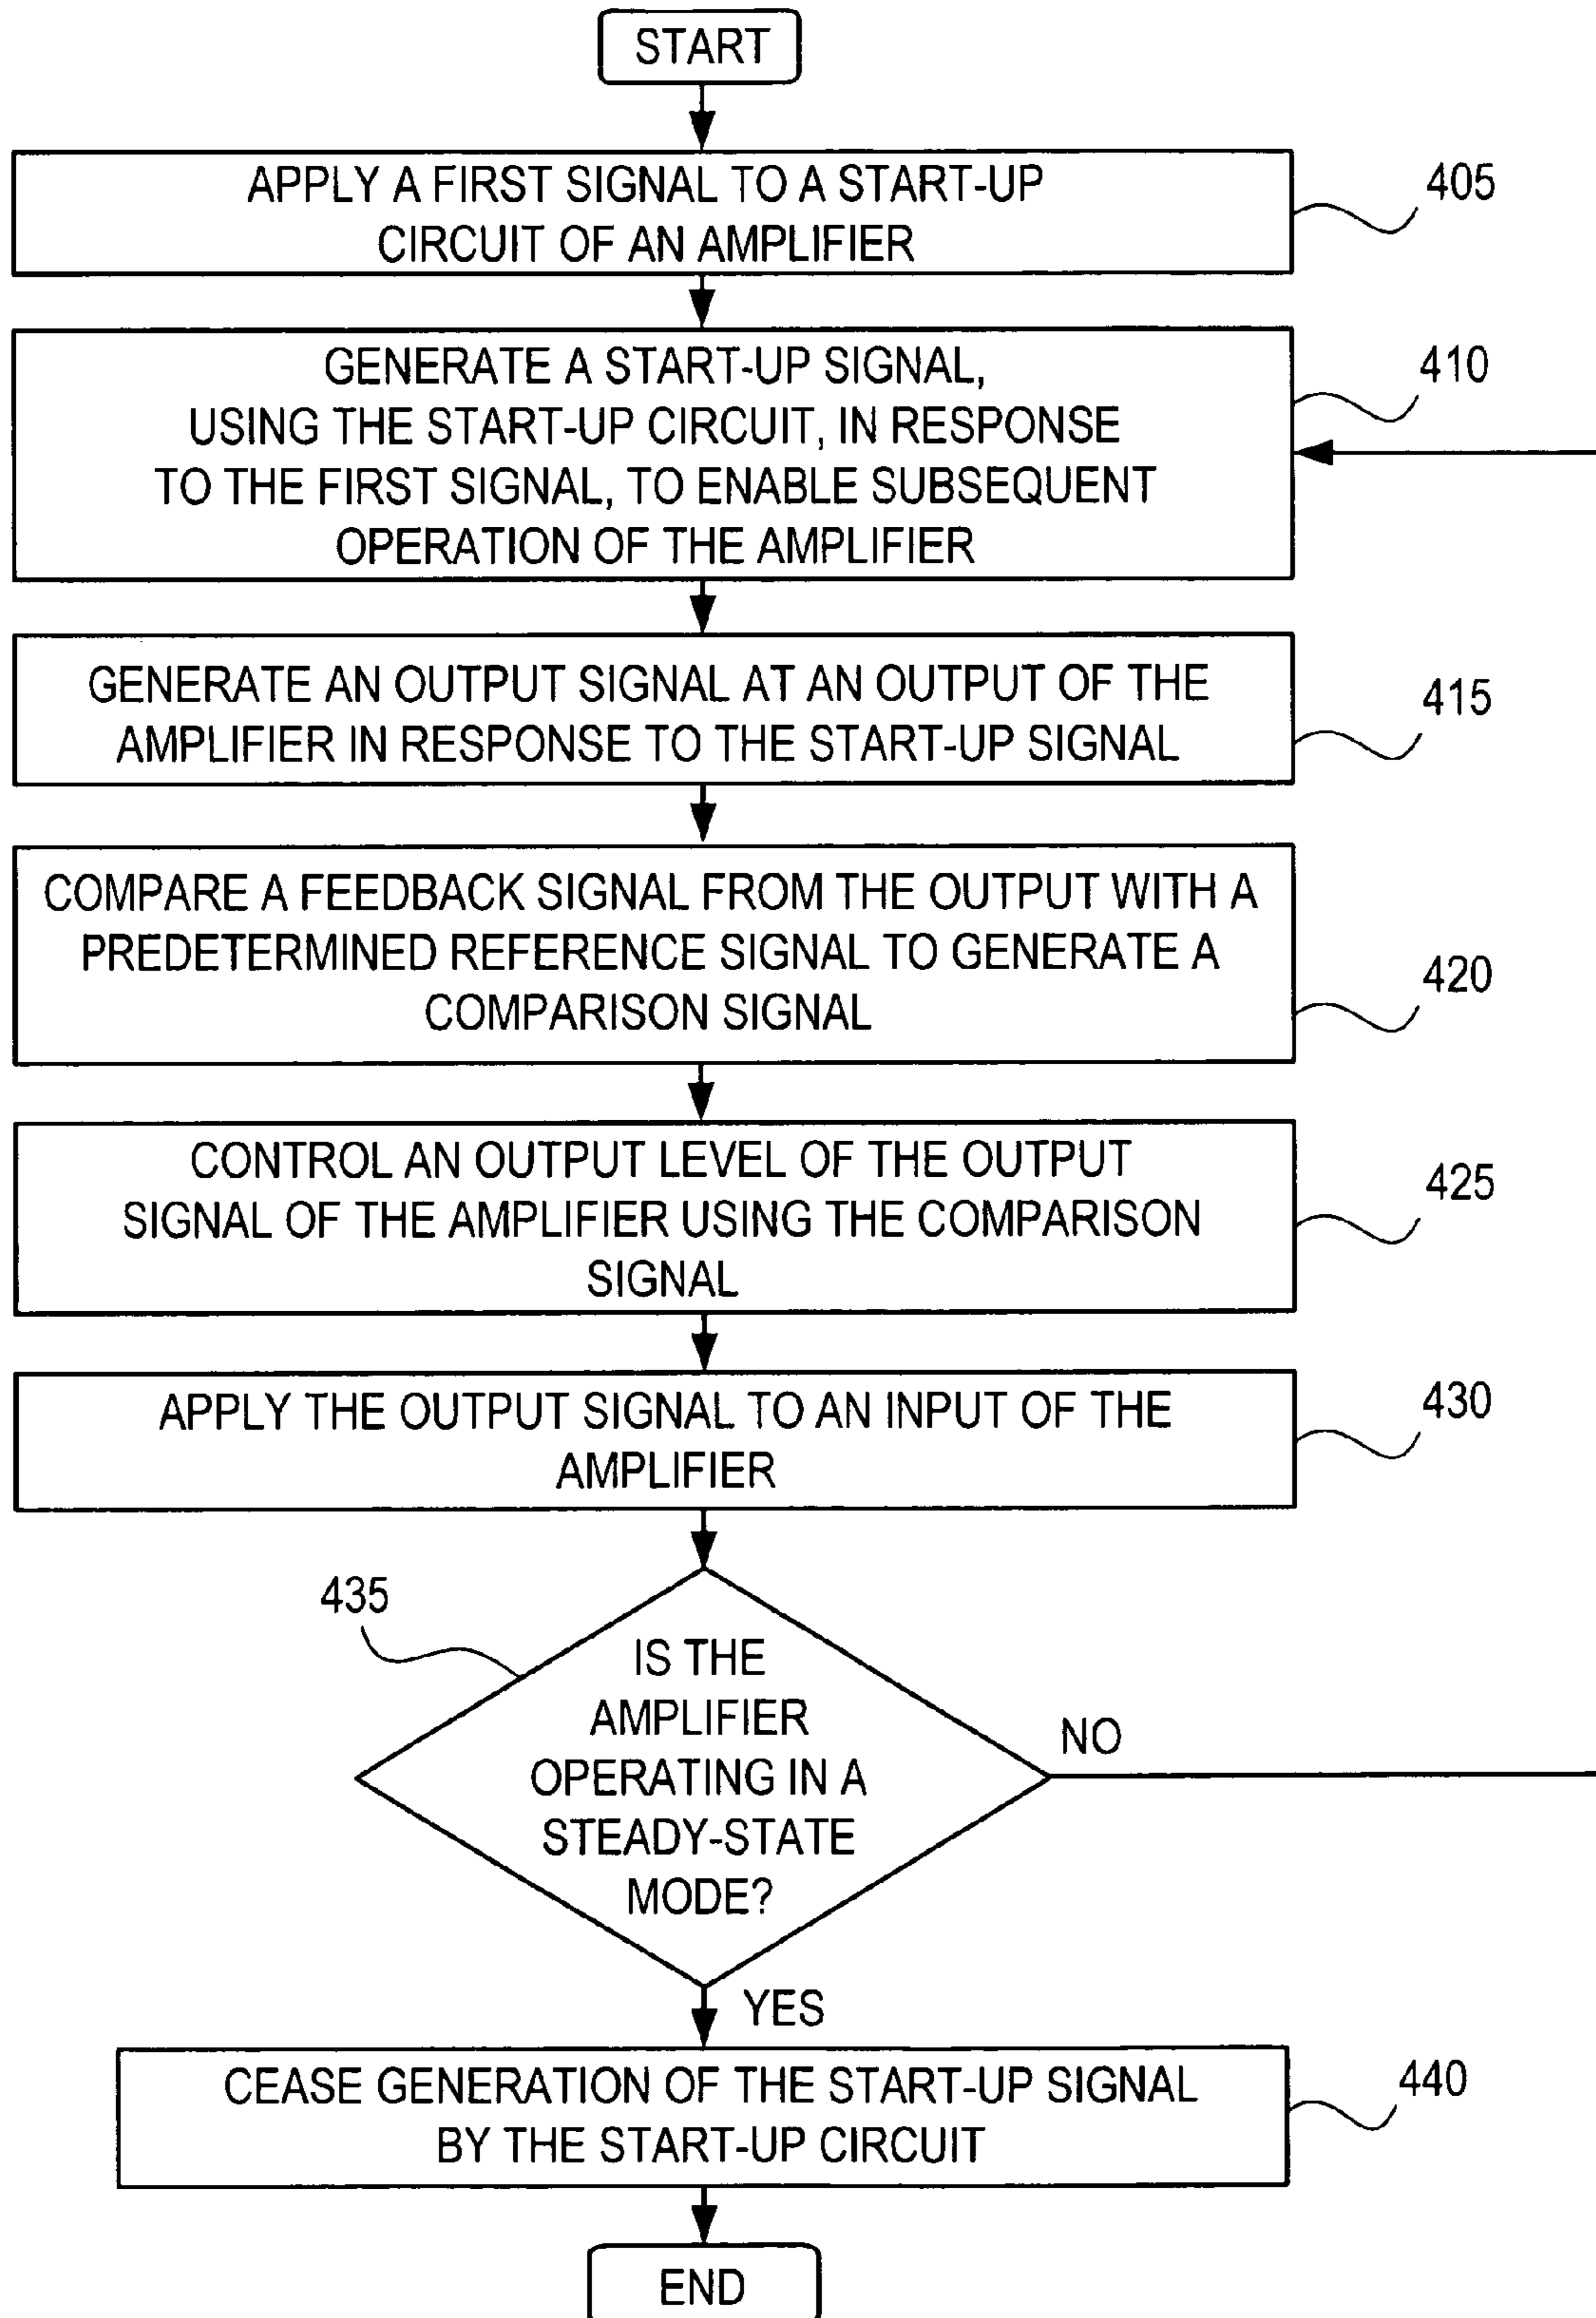 START
APPLY A FIRST SIGNAL TO A START-UP
CIRCUIT OF AN AMPLIFIER
405
GENERATE A START-UP SIGNAL,
USING THE START-UP CIRCUIT, IN RESPONSE
TO THE FIRST SIGNAL, TO ENABLE SUBSEQUENT
OPERATION OF THE AMPLIFIER
410
GENERATE AN OUTPUT SIGNAL AT AN OUTPUT OF THE
AMPLIFIER IN RESPONSE TO THE START-UP SIGNAL
415
COMPARE A FEEDBACK SIGNAL FROM THE OUTPUT WITH A
PREDETERMINED REFERENCE SIGNAL TO GENERATE A
COMPARISON SIGNAL
420
CONTROL AN OUTPUT LEVEL OF THE OUTPUT
SIGNAL OF THE AMPLIFIER USING THE COMPARISON
SIGNAL
425
APPLY THE OUTPUT SIGNAL TO AN INPUT OF THE
AMPLIFIER
430
435
IS THE
AMPLIFIER
OPERATING IN A
STEADY-STATE
MODE?
NO
YES
CEASE GENERATION OF THE START-UP SIGNAL
BY THE START-UP CIRCUIT
440
END